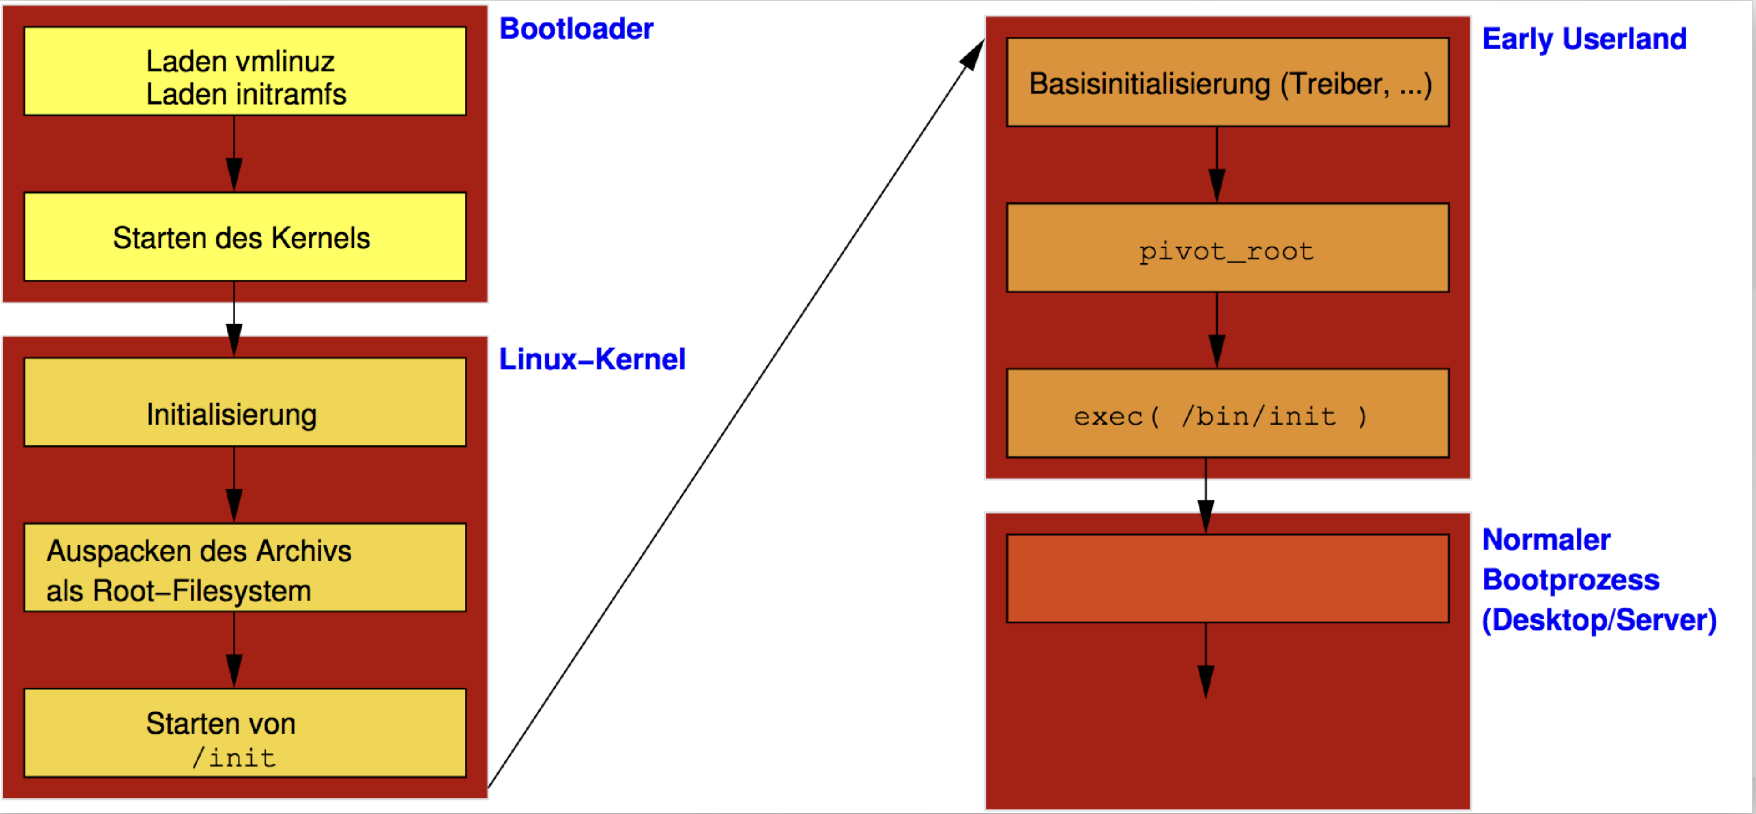 Bootloader
Laden vmlinuz
Laden initramfs
Starten des Kernels
Linux–Kernel
Initialisierung
Auspacken des Archivs
als Root–Filesystem
Starten von
/init
Early Userland
Basisinitialisierung (Treiber, ...)
pivot_root
exec( /bin/init )
Normaler
Bootprozess
(Desktop/Server)